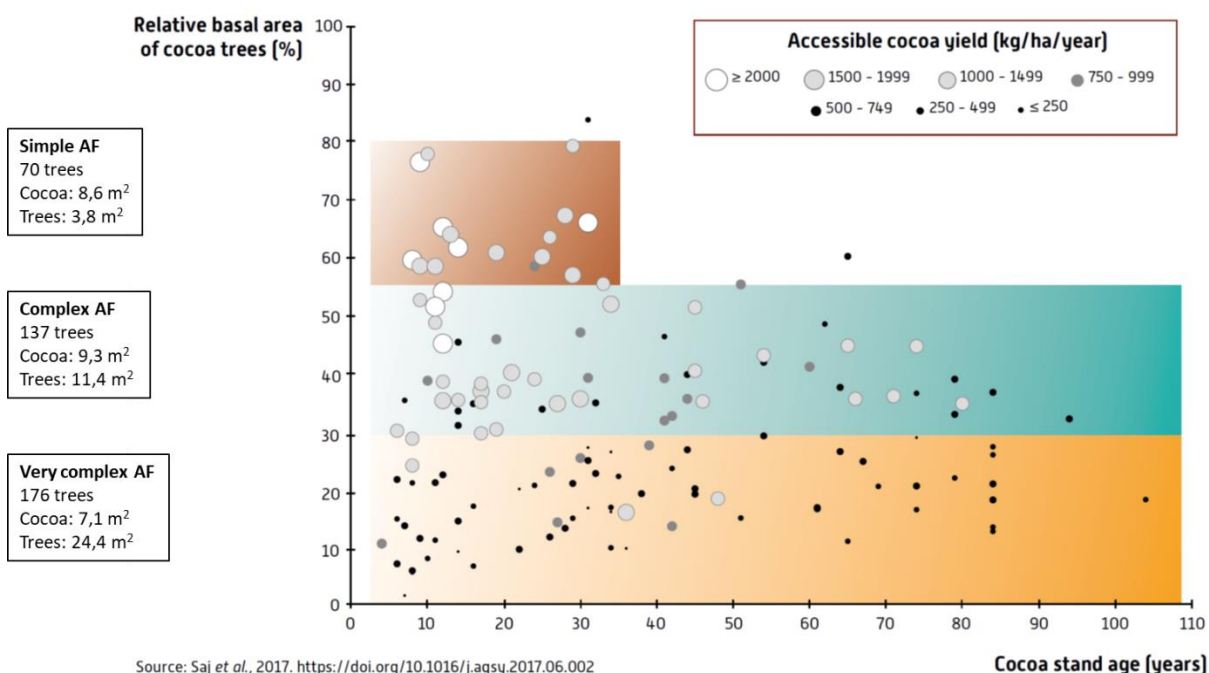 Relative basal area
of cocoa trees (%)
100
90
80
70
60
50
40
30
20
10
0
Accessible cocoa yield (kg/ha/year)
≥ 2000
1500 - 1999
1000 - 1499
750 - 999
500 - 749
250 - 499
≤ 250
Simple AF
70 trees
Cocoa: 8,6 m²
Trees: 3,8 m²
Complex AF
137 trees
Cocoa: 9,3 m²
Trees: 11,4 m²
Very complex AF
176 trees
Cocoa: 7,1 m²
Trees: 24,4 m²
0 10 20 30 40 50 60 70 80 90 100 110
Source: Saj et al., 2017. https://doi.org/10.1016/j.agsy.2017.06.002
Cocoa stand age (years)